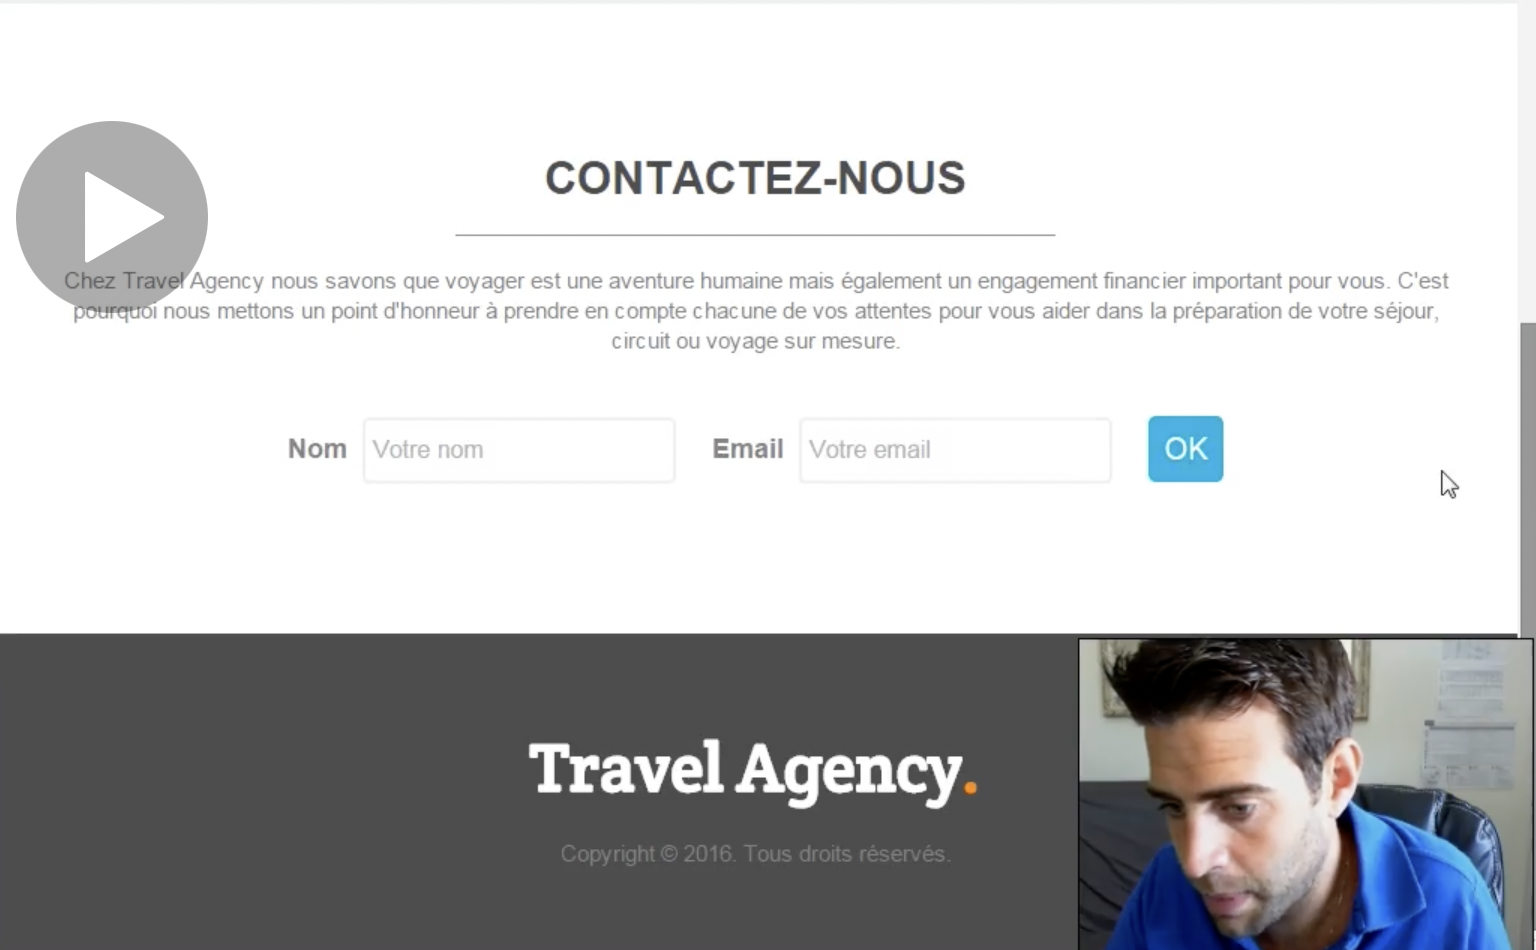 CONTACTEZ-NOUS
Chez Travel Agency nous savons que voyager est une aventure humaine mais également un engagement financier important pour vous. C'est
pourquoi nous mettons un point d'honneur à prendre en compte chacune de vos attentes pour vous aider dans la préparation de votre séjour,
circuit ou voyage sur mesure.
Nom Votre nom Email Votre email OK
Travel Agency.
Copyright © 2016. Tous droits réservés.